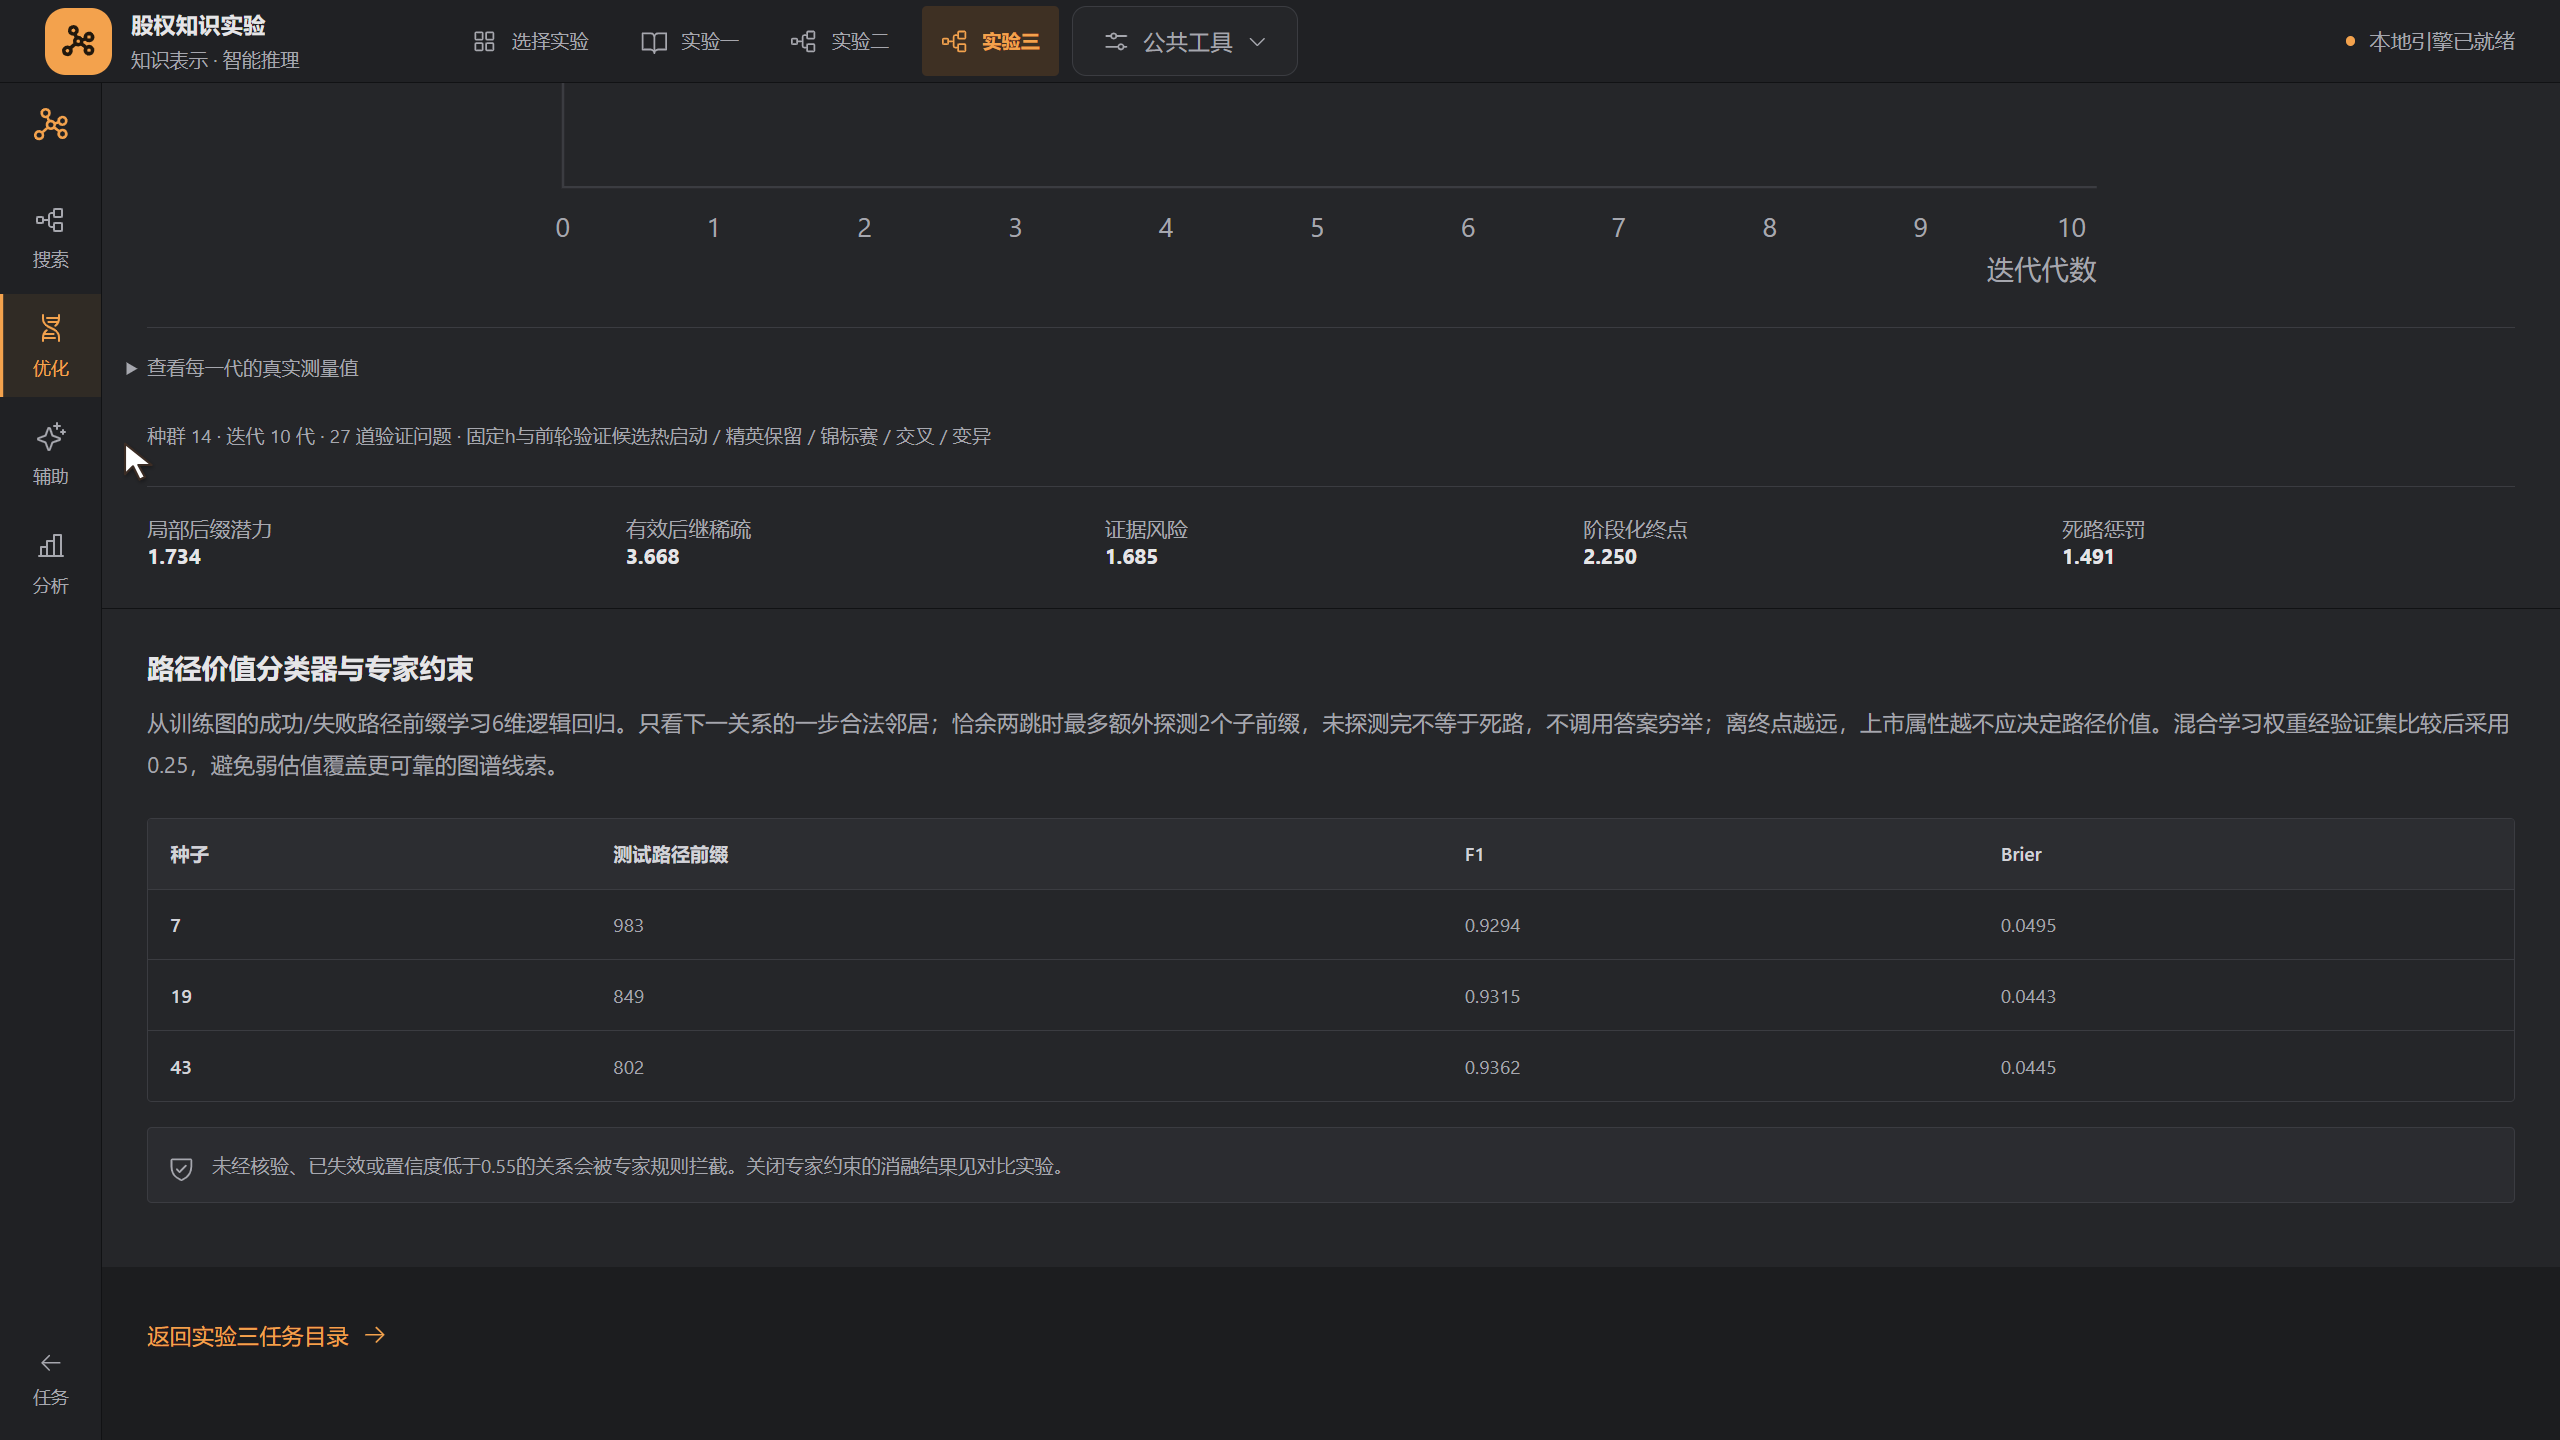 股权知识实验
知识表示 · 智能推理
选择实验
实验一
实验二
实验三
公共工具
本地引擎已就绪
搜索
优化
辅助
分析
任务
0 1 2 3 4 5 6 7 8 9 10
迭代代数
查看每一代的真实测量值
种群 14 · 迭代 10 代 · 27 道验证问题 · 固定h与前轮验证候选热启动 / 精英保留 / 锦标赛 / 交叉 / 变异
局部后缀潜力 有效后继稀疏 证据风险 阶段化终点 死路惩罚
1.734 3.668 1.685 2.250 1.491
路径价值分类器与专家约束
从训练图的成功/失败路径前缀学习6维逻辑回归。只看下一关系的一步合法邻居；恰余两跳时最多额外探测2个子前缀，未探测完不等于死路，不调用答案穷举；离终点越远，上市属性越不应决定路径价值。混合学习权重经验证集比较后采用
0.25，避免弱估值覆盖更可靠的图谱线索。
种子 测试路径前缀 F1 Brier
7 983 0.9294 0.0495
19 849 0.9315 0.0443
43 802 0.9362 0.0445
未经核验、已失效或置信度低于0.55的关系会被专家规则拦截。关闭专家约束的消融结果见对比实验。
返回实验三任务目录